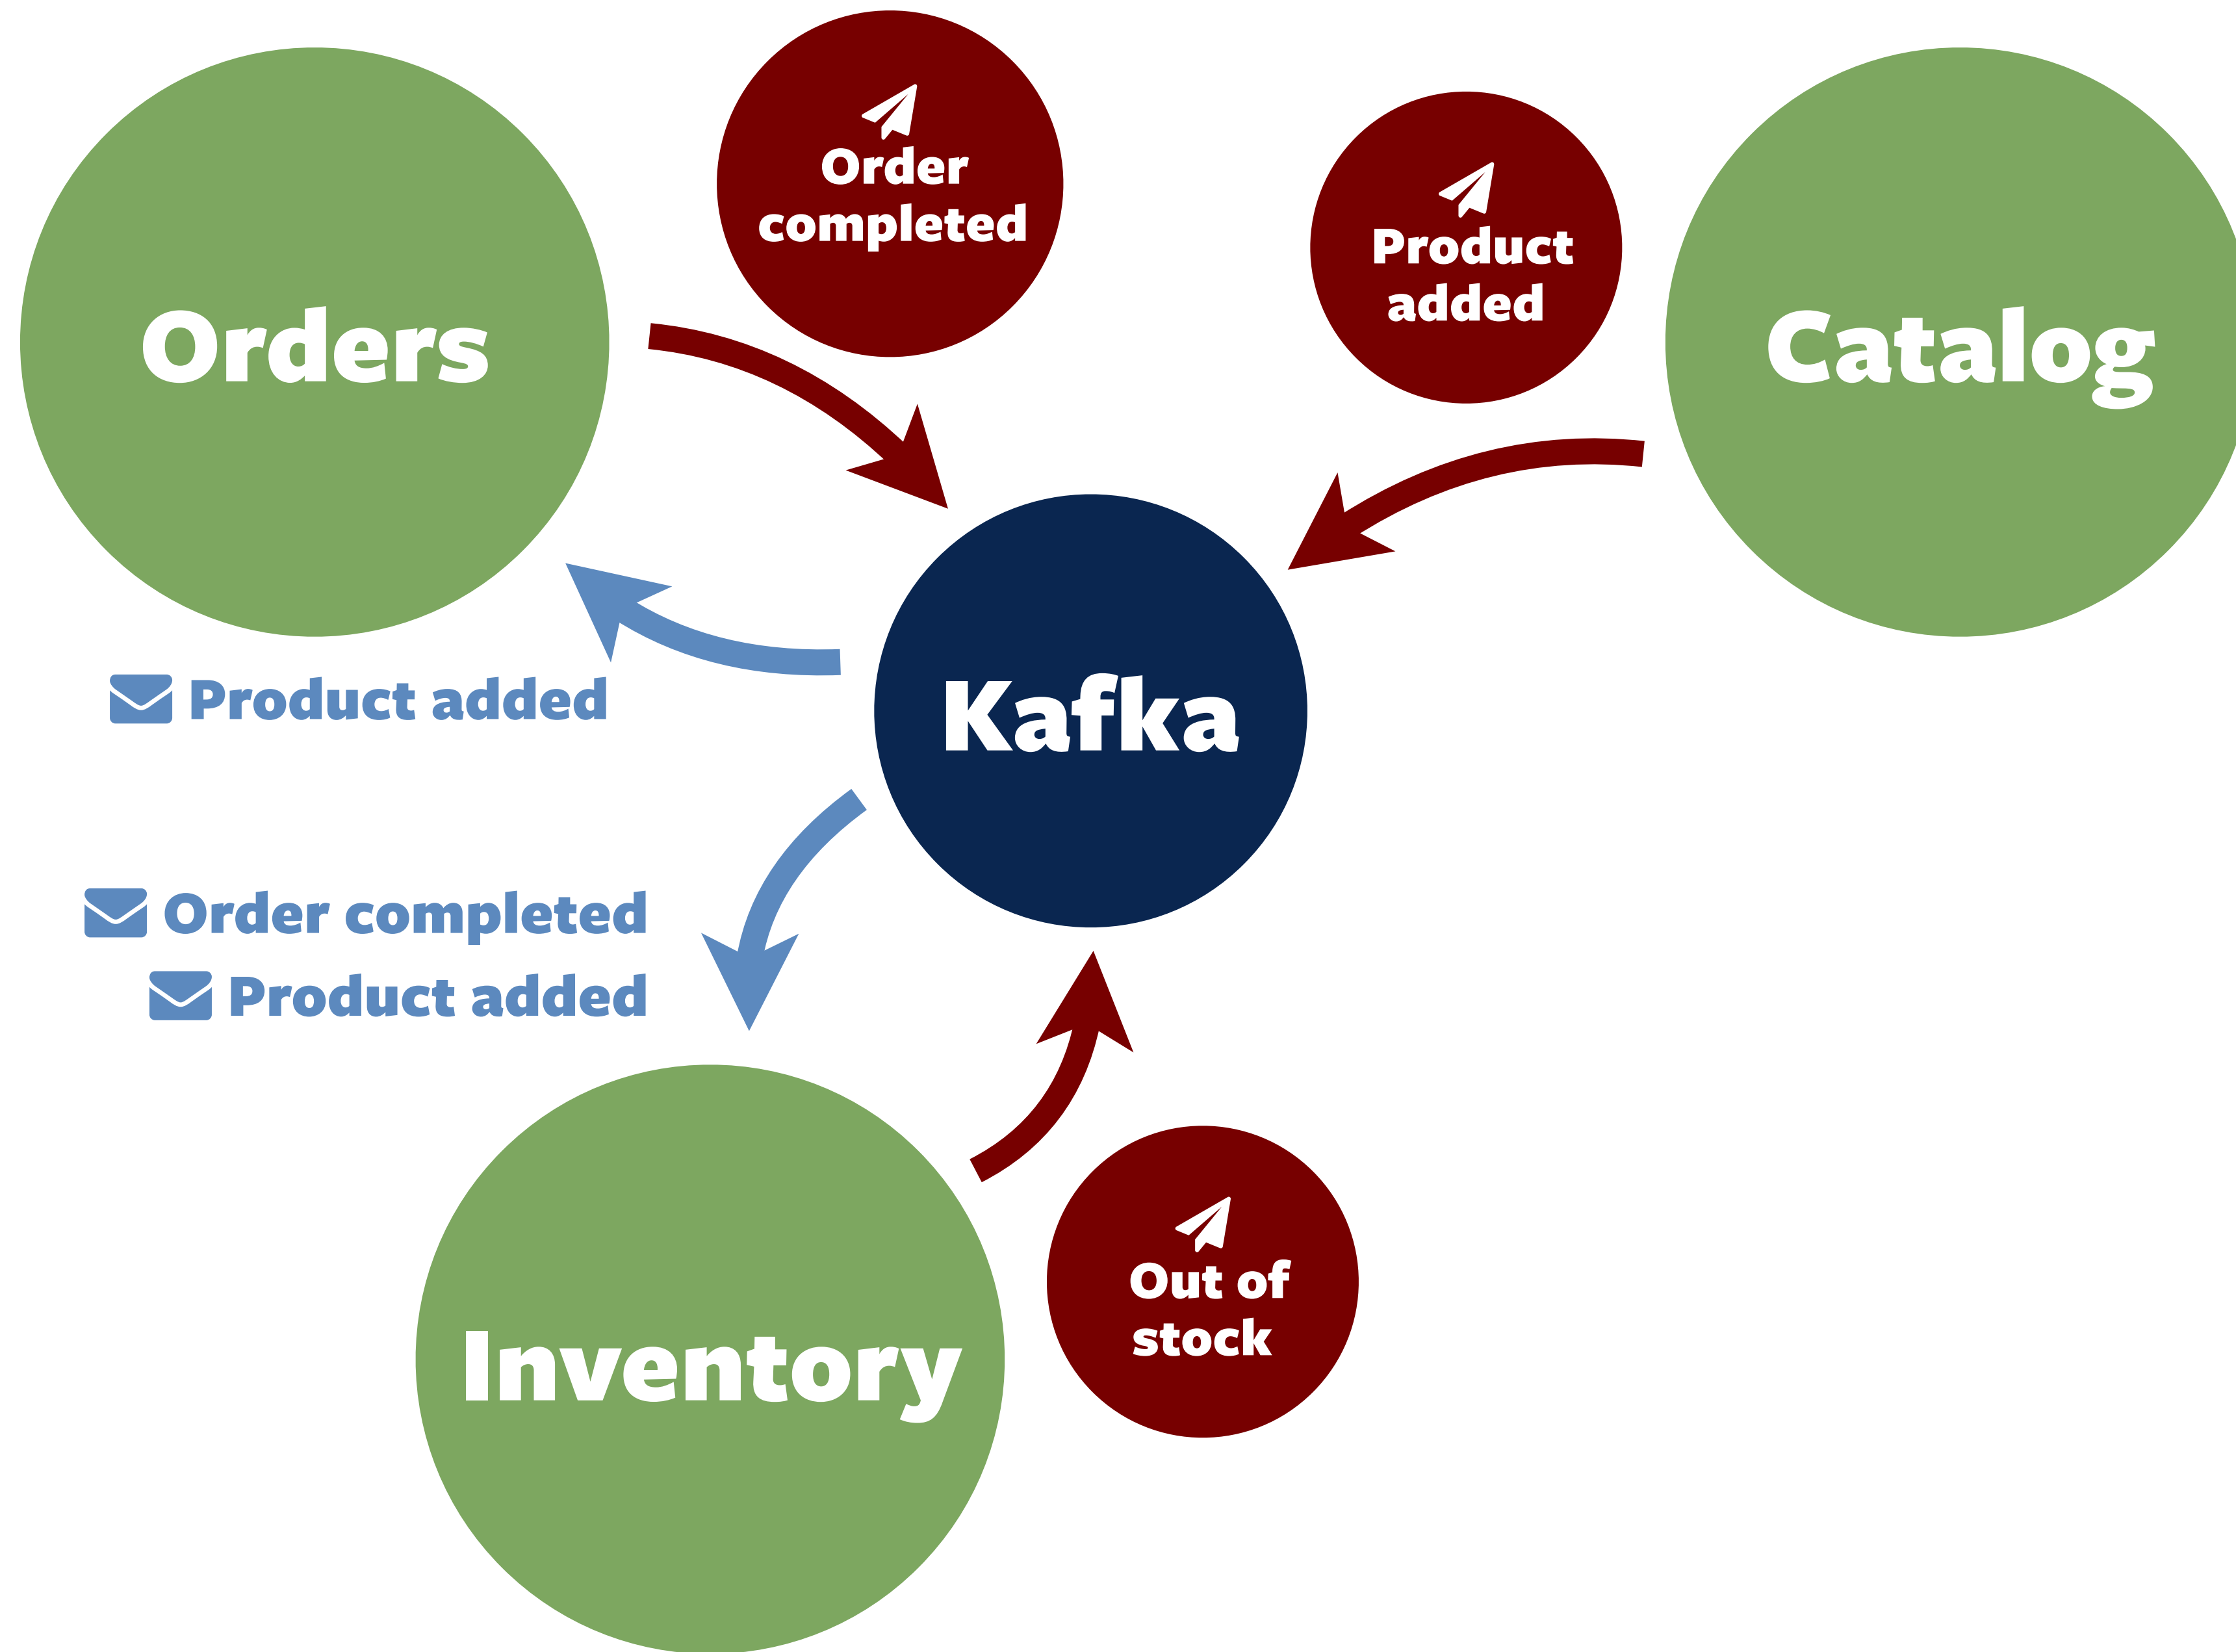 Order
completed
Product
added
Orders
Catalog
Kafka
Product added
Order completed
Product added
Out of
stock
Inventory